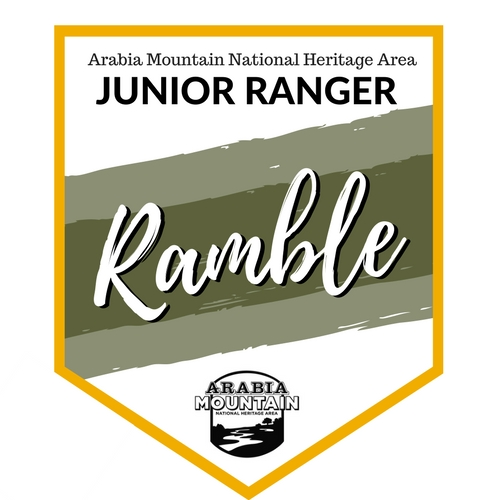 Arabia Mountain National Heritage Area
JUNIOR RANGER
Ramble
ARABIA
MOUNTAIN
NATIONAL HERITAGE AREA